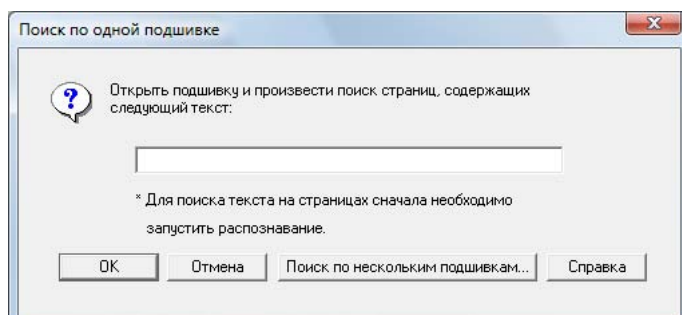 Поиск по одной подшивке
Открыть подшивку и произвести поиск страниц, содержащих
следующий текст:
* Для поиска текста на страницах сначала необходимо
запустить распознавание.
OK
Отмена
Поиск по нескольким подшивкам...
Справка